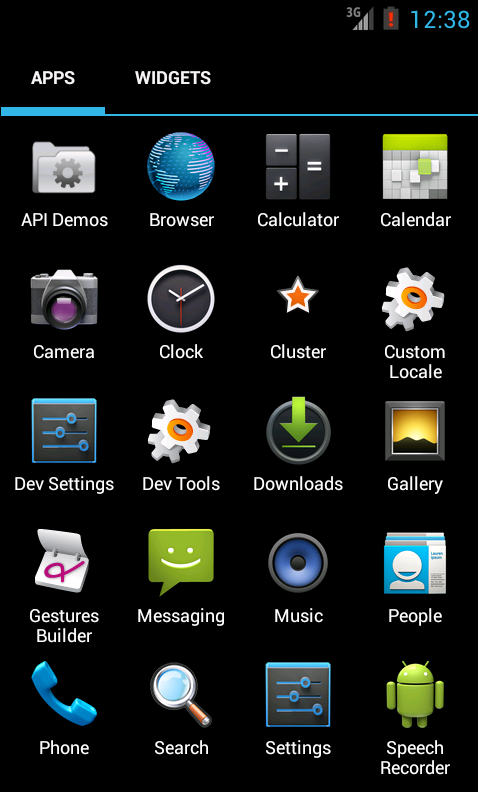 3G 12:38
APPS WIDGETS
API Demos Browser Calculator Calendar
Camera Clock Cluster Custom
Locale
Dev Settings Dev Tools Downloads Gallery
Gestures Messaging Music People
Builder
Phone Search Settings Speech
Recorder